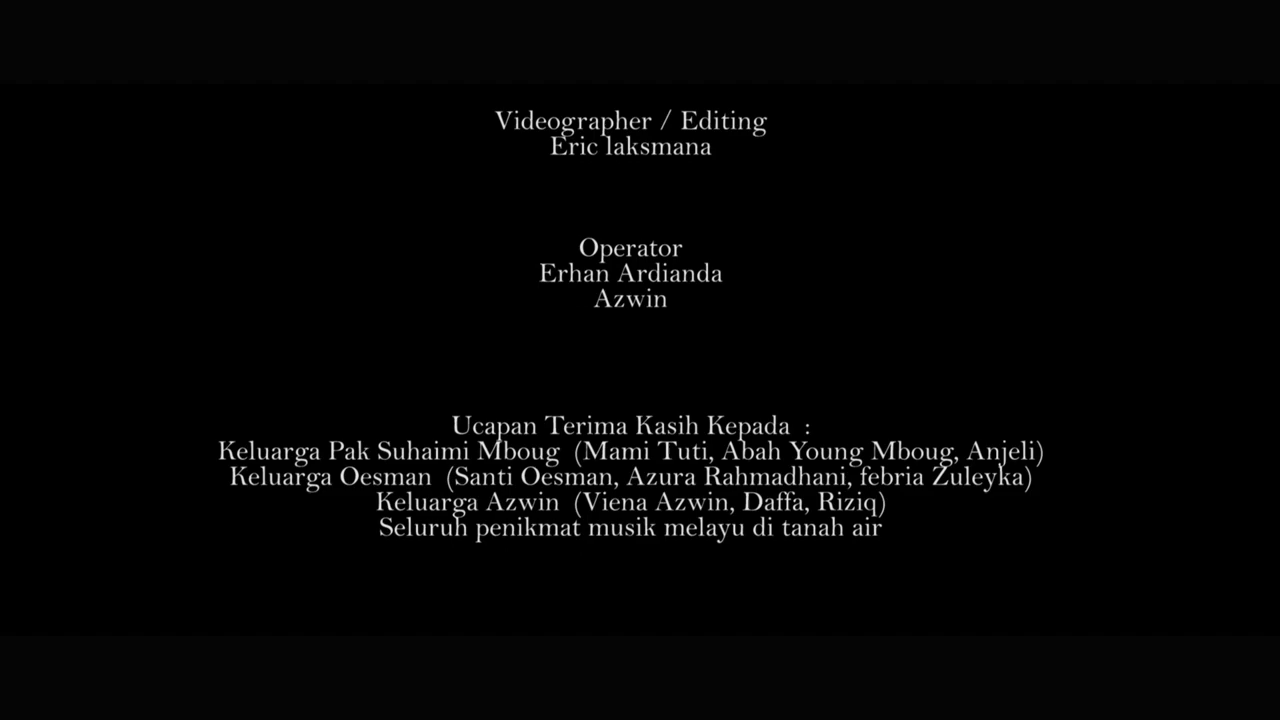 Videographer / Editing
Eric laksmana
Operator
Erhan Ardianda
Azwin
Ucapan Terima Kasih Kepada :
Keluarga Pak Suhaimi Mboug (Mami Tuti, Abah Young Mboug, Anjeli)
Keluarga Oesman (Santi Oesman, Azura Rahmadhani, febria Zuleyka)
Keluarga Azwin (Viena Azwin, Daffa, Riziq)
Seluruh penikmat musik melayu di tanah air